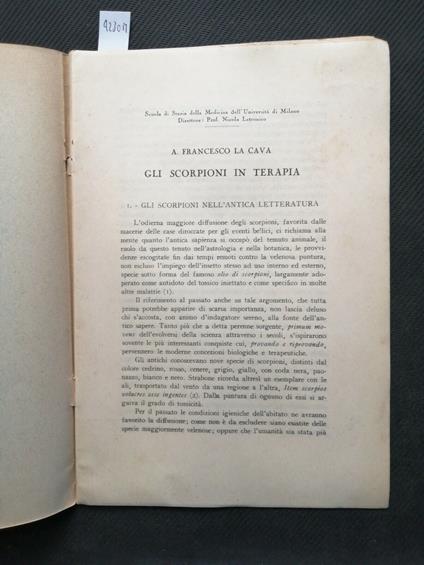 42307
Scuola di Storia della Medicina dell'Università di Milano
Direttore: Prof. Nicola Latronico
A. FRANCESCO LA CAVA
GLI SCORPIONI IN TERAPIA
1. - GLI SCORPIONI NELL'ANTICA LETTERATURA
L'odierna maggiore diffusione degli scorpioni, favorita dalle
macerie delle case diroccate per gli eventi bellici, ci richiama alla
mente quanto l'antica sapienza si occupò del temuto animale, il
ruolo da questo tenuto nell'astrologia e nella botanica, le provvi-
denze escogitate fin dai tempi remoti contro la velenosa puntura,
non escluso l'impiego dell'insetto stesso ad uso interno ed esterno,
specie sotto forma del famoso olio di scorpioni, largamente ado-
perato come antidoto del tossico iniettato e come specifico in molte
altre malattie (1).
Il riferimento al passato anche su tale argomento, che tutta
prima potrebbe apparire di scarsa importanza, non lascia deluso
chi s'accosta, con animo d'indagatore sereno, alla fonte dell'an-
tico sapere. Tanto più che a detta perenne sorgente, primum mo-
vens dell'evolversi della scienza attraverso i secoli, s'ispirarono
sovente le più interessanti conquiste cui, provando e riprovando,
pervennero le moderne concezioni biologiche e terapeutiche.
Gli antichi conoscevano nove specie di scorpioni, distinti dal
colore cedrino, rosso, cenere, grigio, giallo, con coda nera, pao-
nazzo, bianco e nero. Strabone ricorda altresì un esemplare con le
ali, trasportato dal vento da una regione a l'altra, Item scorpios
volucres esse ingentes (2). Dalla puntura di ognuno di essi si ar-
guiva il grado di tossicità.
Per il passato le condizioni igieniche dell'abitato ne avranno
favorito la diffusione; come non è da escludere siano esistite delle
specie maggiormente velenose; oppure che l'umanità sia stata più